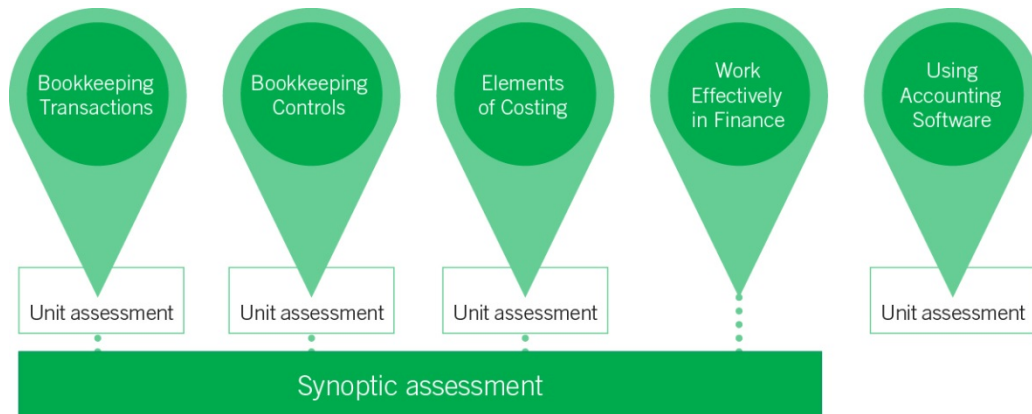 Bookkeeping
Transactions
Bookkeeping
Controls
Elements
of Costing
Work
Effectively
in Finance
Using
Accounting
Software
Unit assessment
Unit assessment
Unit assessment
Unit assessment
Synoptic assessment